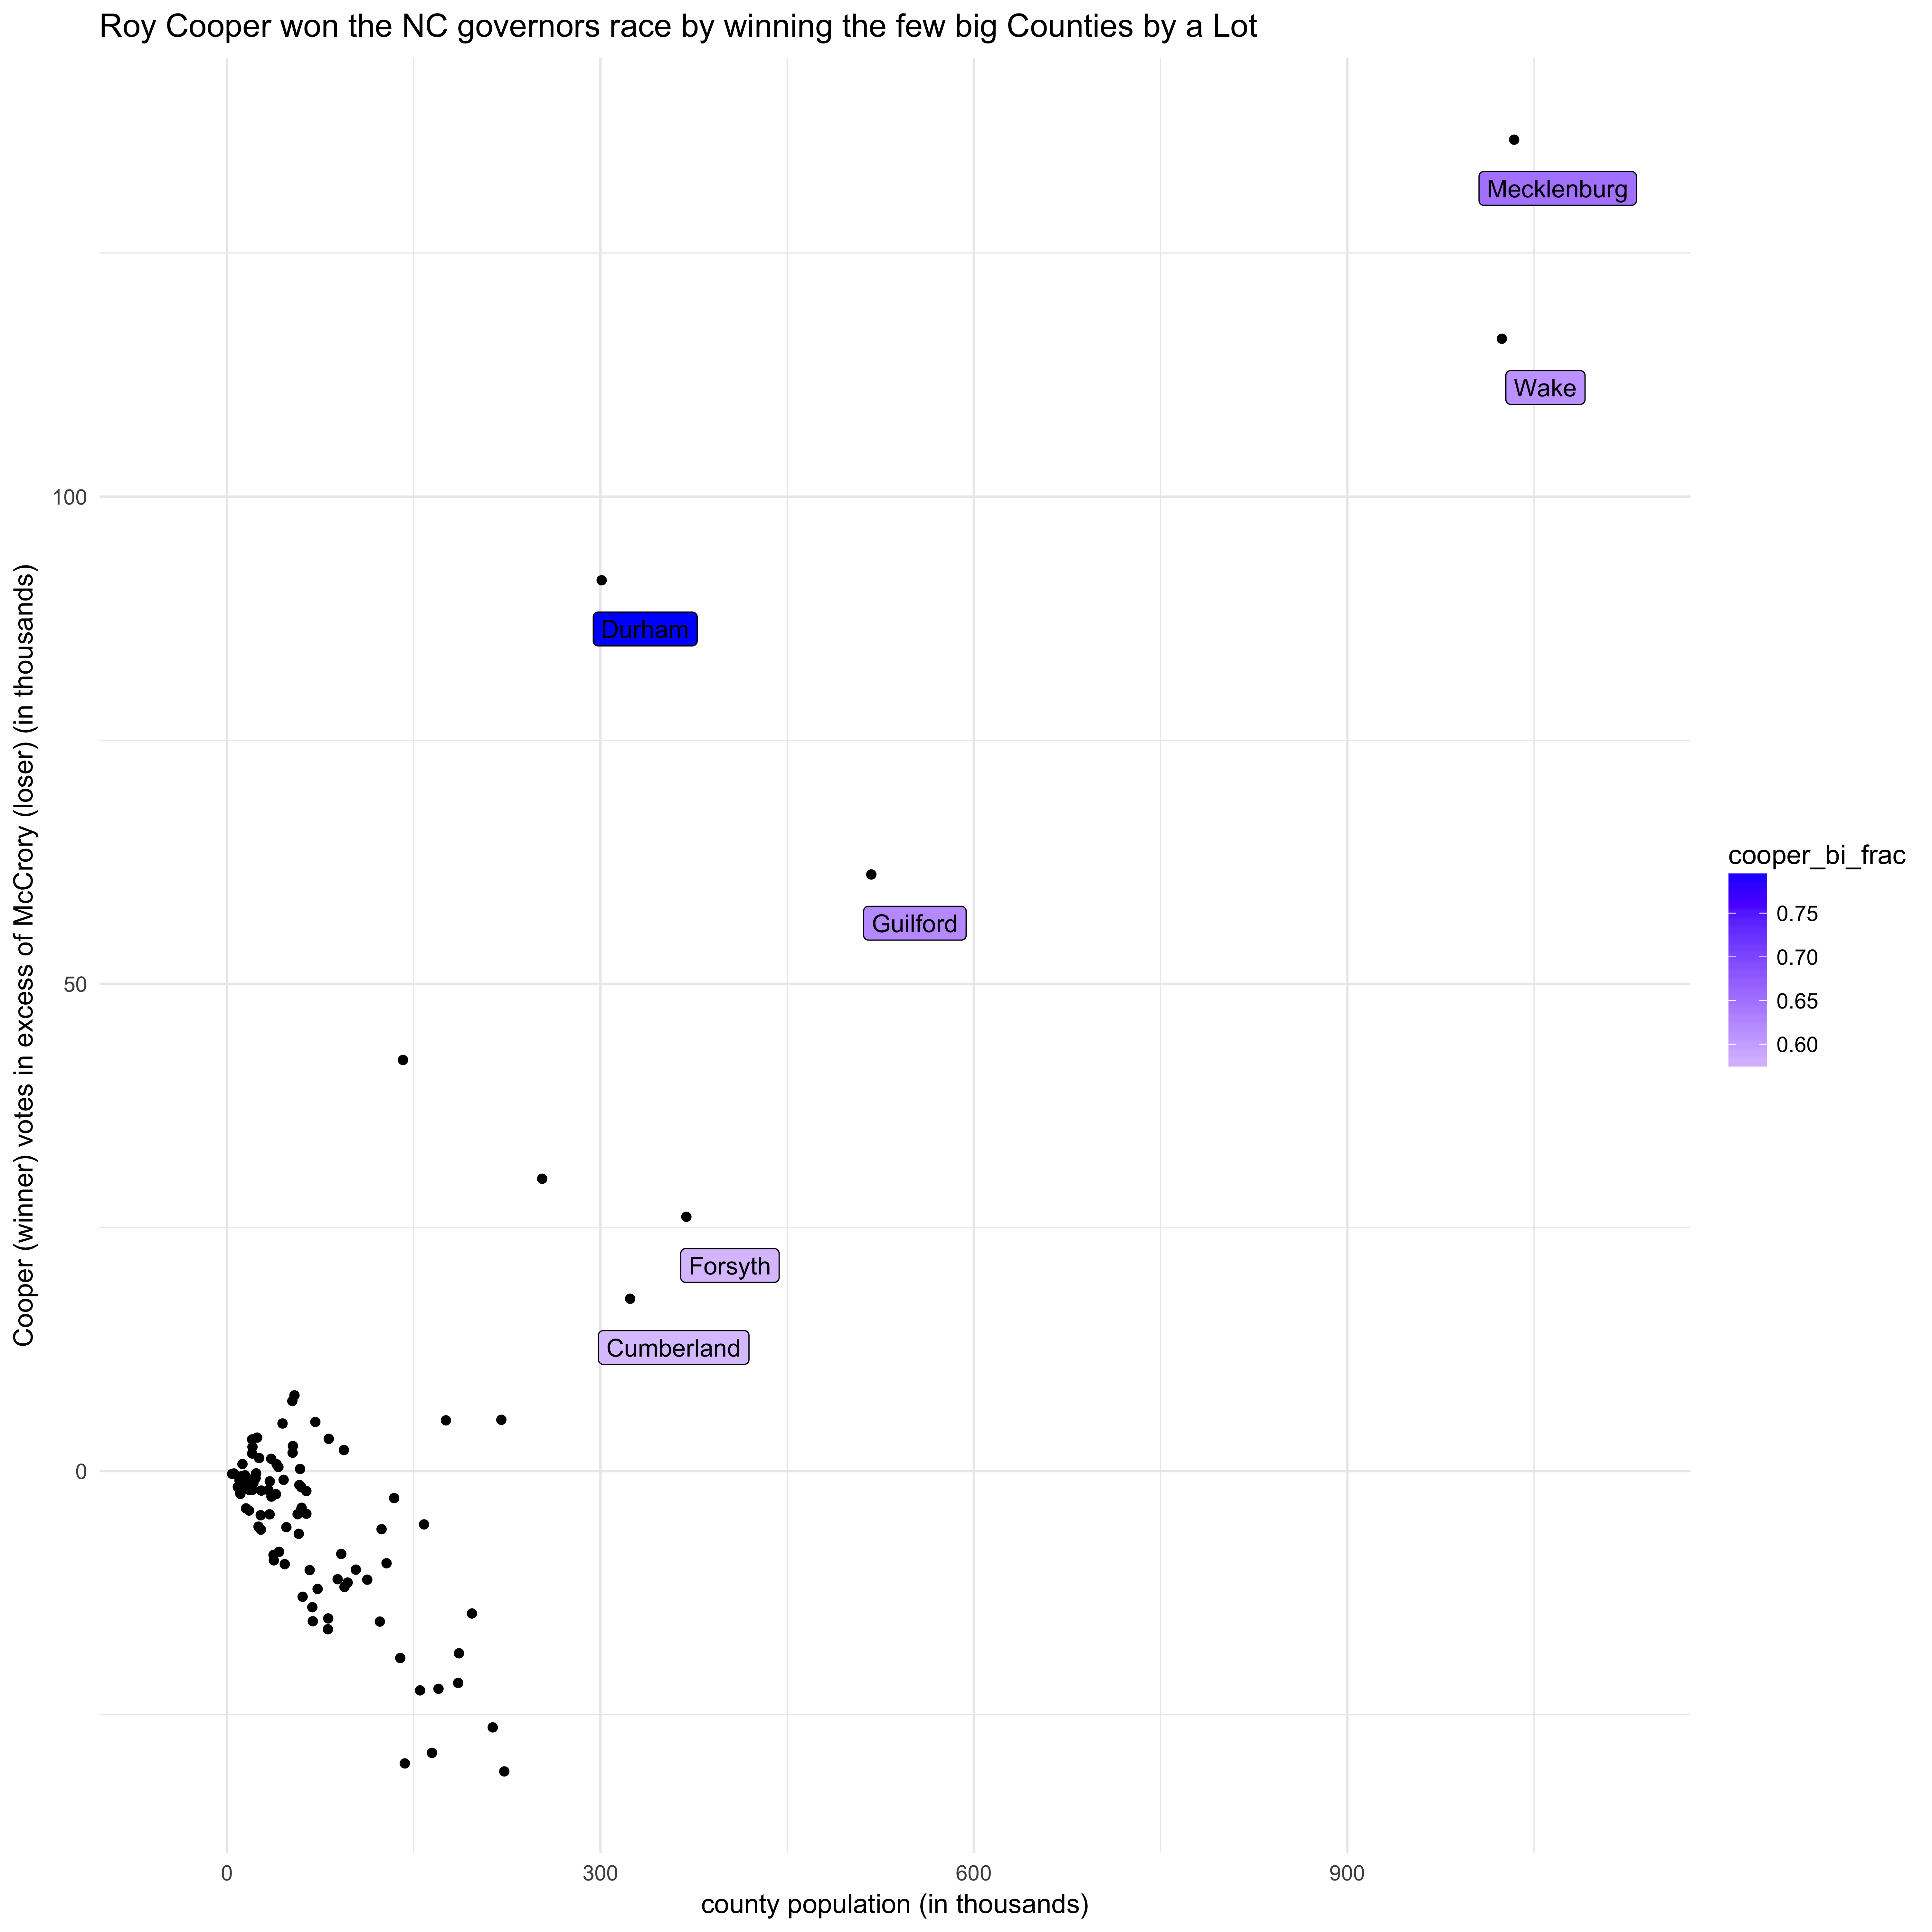 Roy Cooper won the NC governors race by winning the few big Counties by a Lot
Cooper (winner) votes in excess of McCrory (loser) (in thousands)
100
50
0
Mecklenburg
Wake
Durham
Guilford
Forsyth
Cumberland
0 300 600 900
county population (in thousands)
cooper_bi_frac
0.75
0.70
0.65
0.60